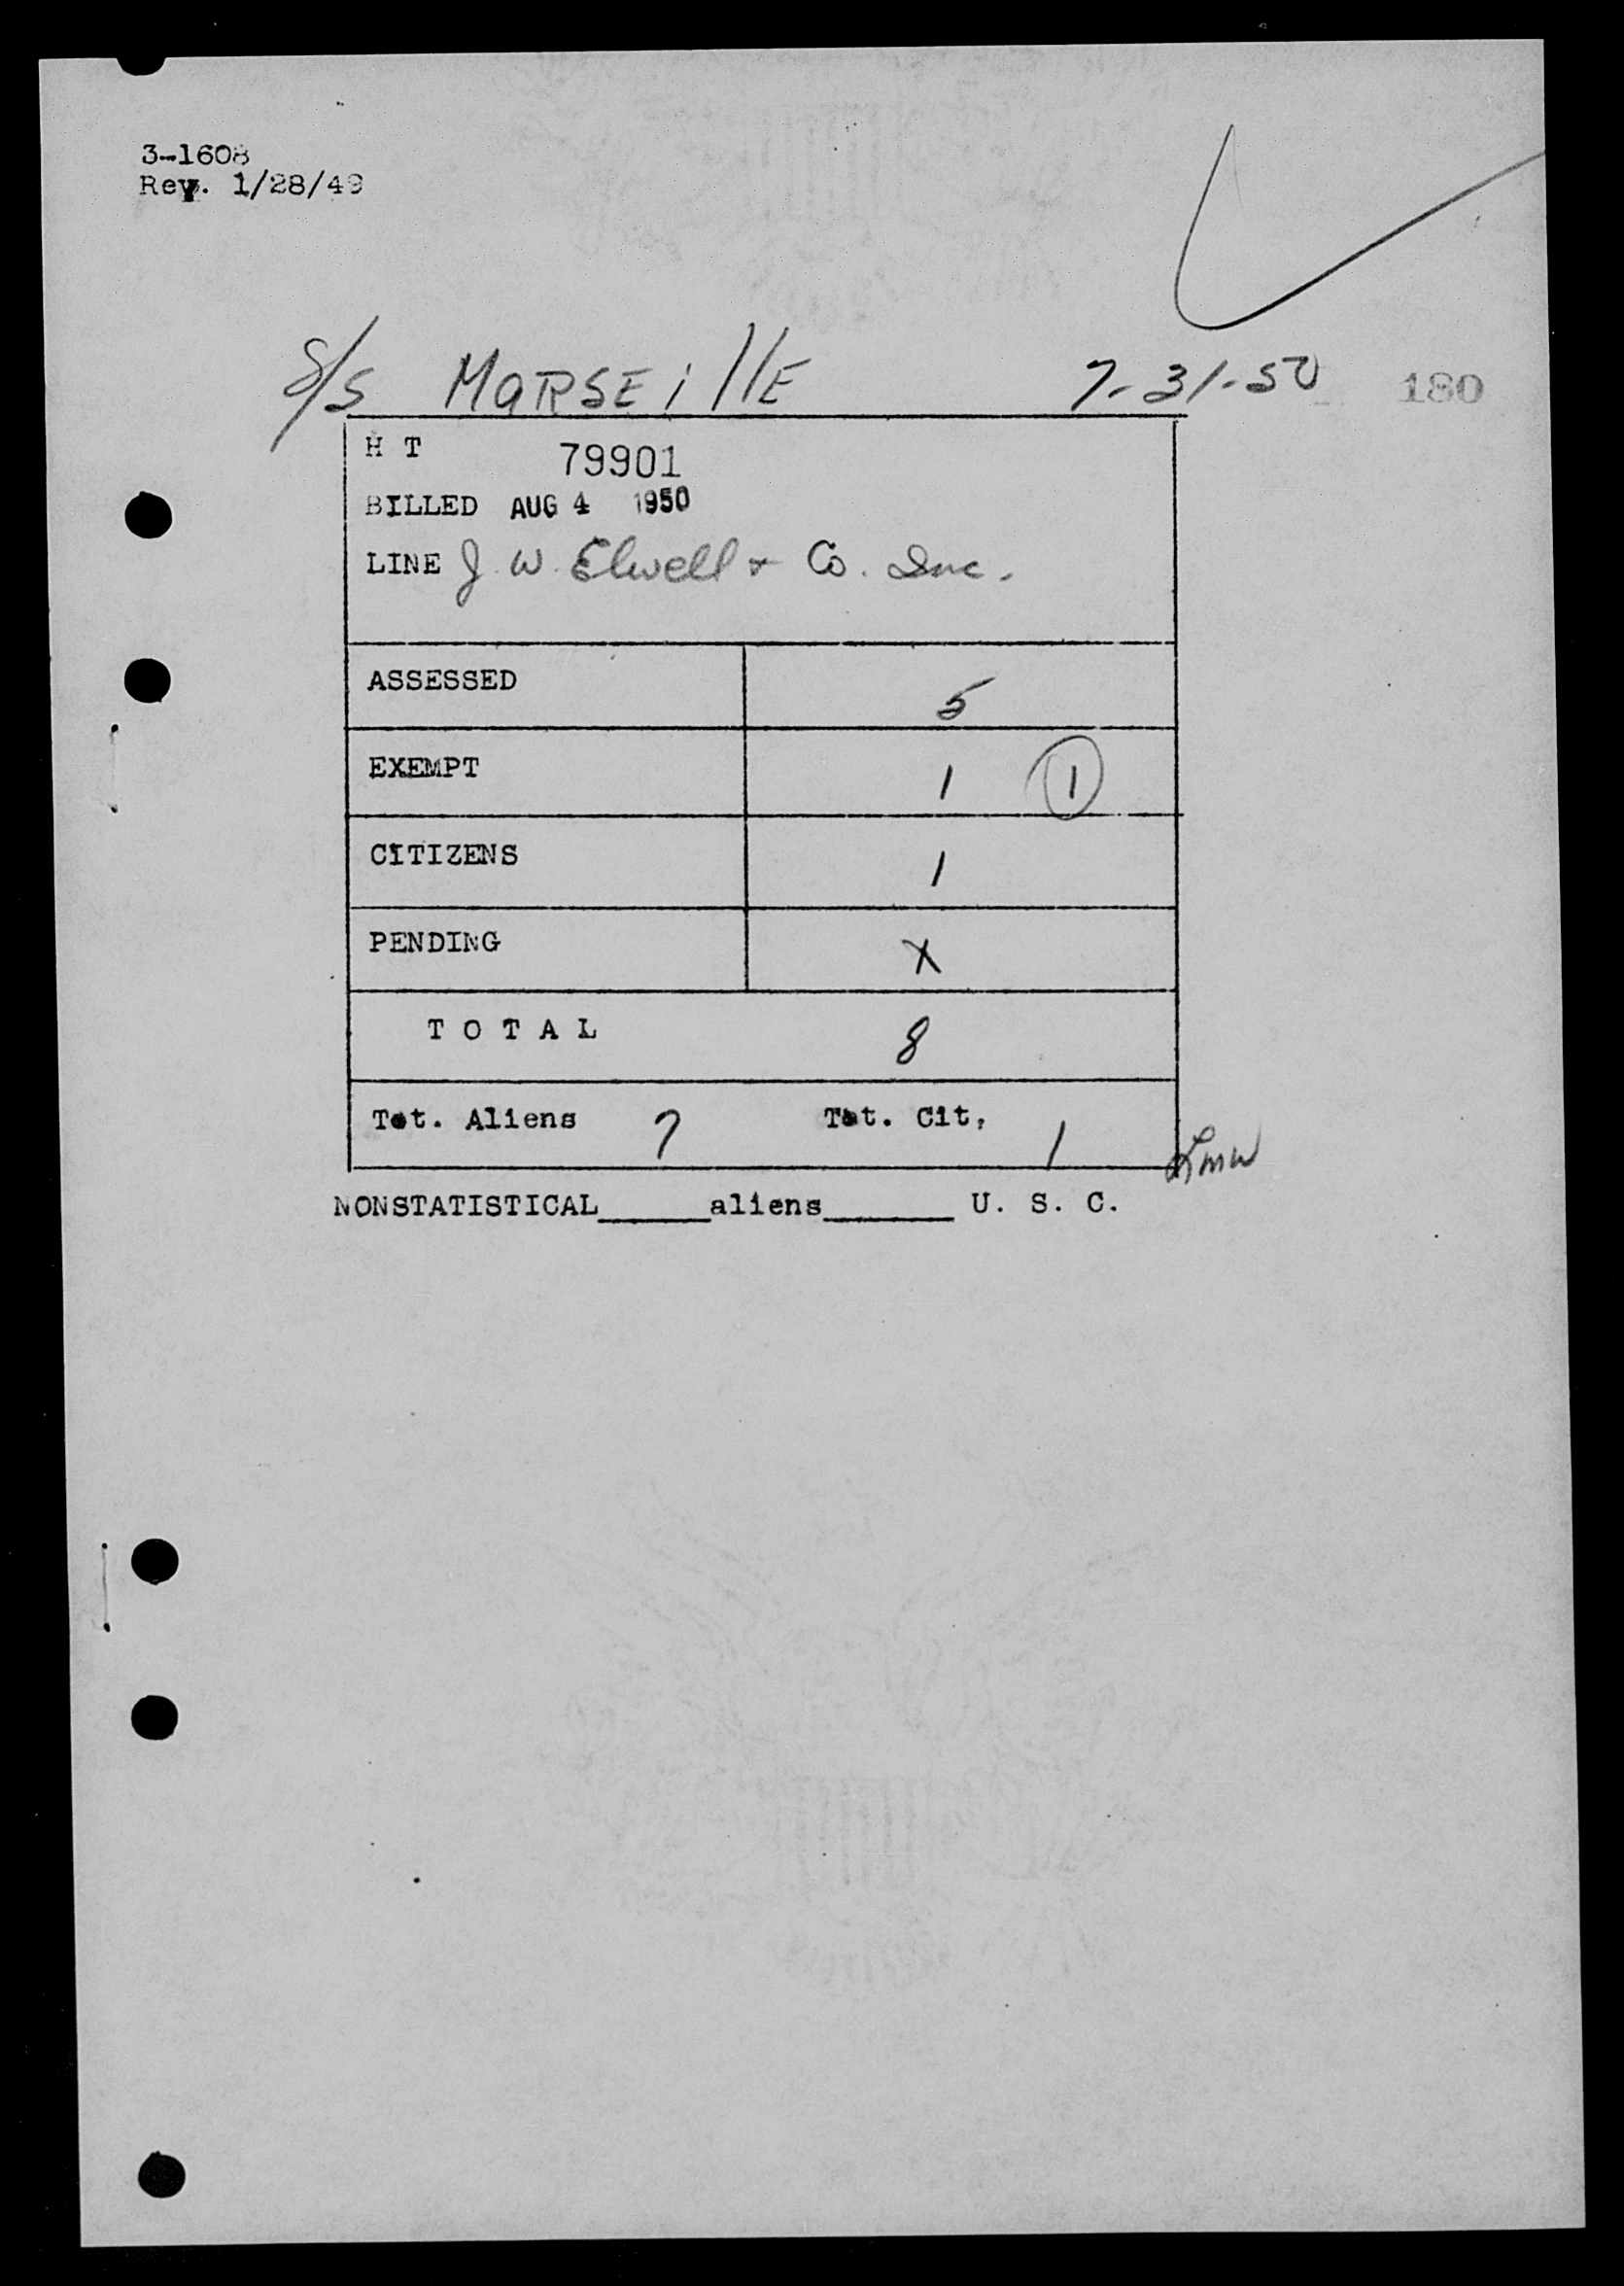 3-1608
Rev. 1/28/49
S/S MARSEillE 7-31-50 180
H T 79901
BILLED AUG 4 1950
LINE J. W. Elwell & Co. Inc.
ASSESSED 5
EXEMPT 1 1
CITIZENS 1
PENDING X
T O T A L 8
Tot. Aliens 7 Tot. Cit. 1 LMW
NONSTATISTICAL______aliens_______ U. S. C.